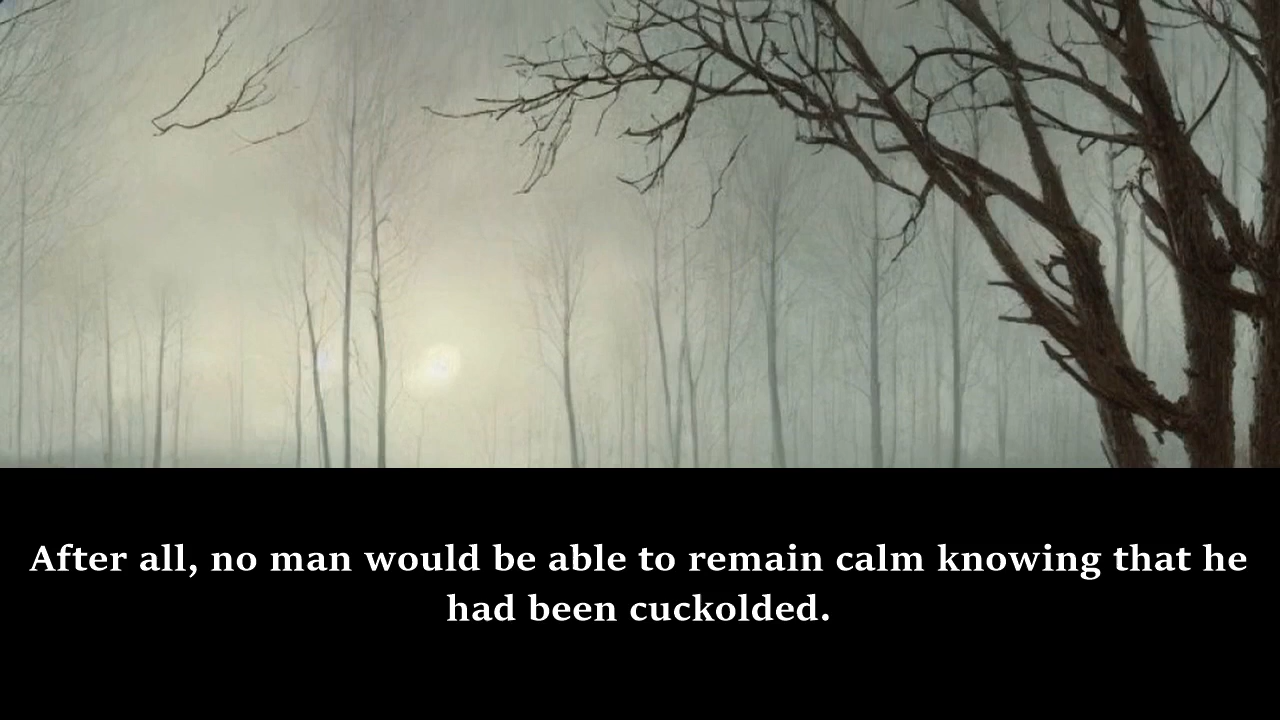 After all, no man would be able to remain calm knowing that he
had been cuckolded.